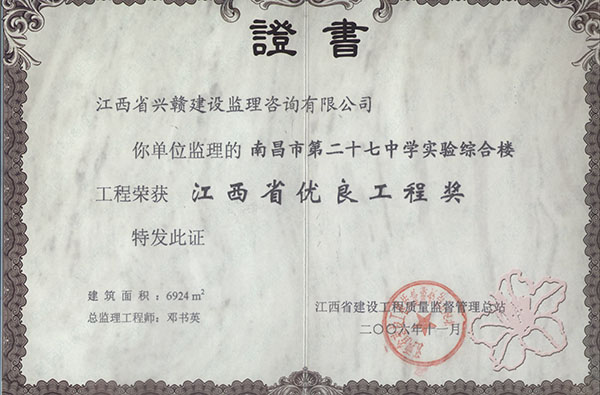 證書
江西省兴赣建设监理咨询有限公司
你单位监理的 南昌市第二十七中学实验综合楼
工程荣获 江西省优良工程奖
特发此证
建筑面积：6924m²
总监理工程师：邓书英
江西省建设工程质量监督管理总站
二〇〇六年十一月